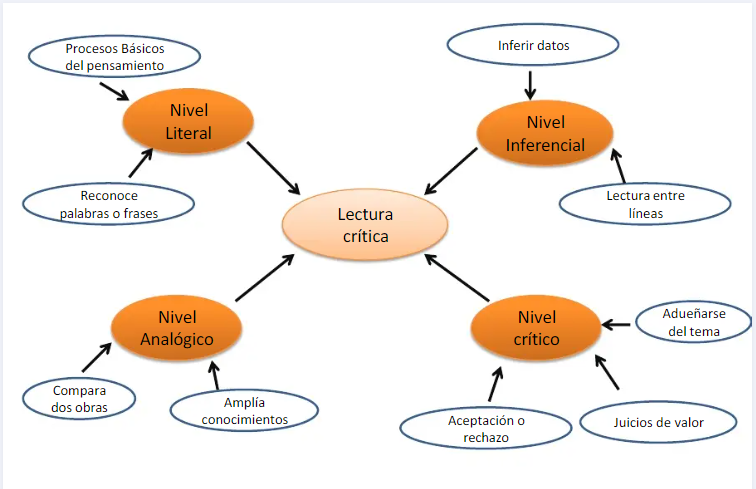 Procesos Básicos
del pensamiento
Inferir datos
Nivel
Literal
Nivel
Inferencial
Reconoce
palabras o frases
Lectura entre
líneas
Lectura
crítica
Nivel
Analógico
Nivel
crítico
Adueñarse
del tema
Compara
dos obras
Amplía
conocimientos
Aceptación o
rechazo
Juicios de valor